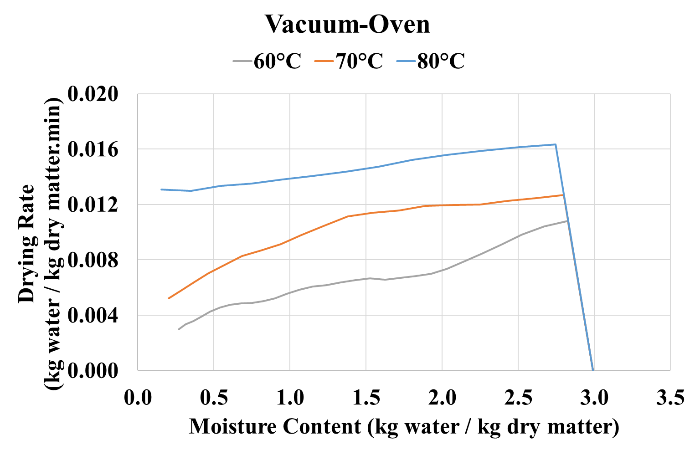 Vacuum-Oven
60°C 70°C 80°C
Drying Rate
(kg water / kg dry matter.min)
0.020
0.016
0.012
0.008
0.004
0.000
0.0 0.5 1.0 1.5 2.0 2.5 3.0 3.5
Moisture Content (kg water / kg dry matter)